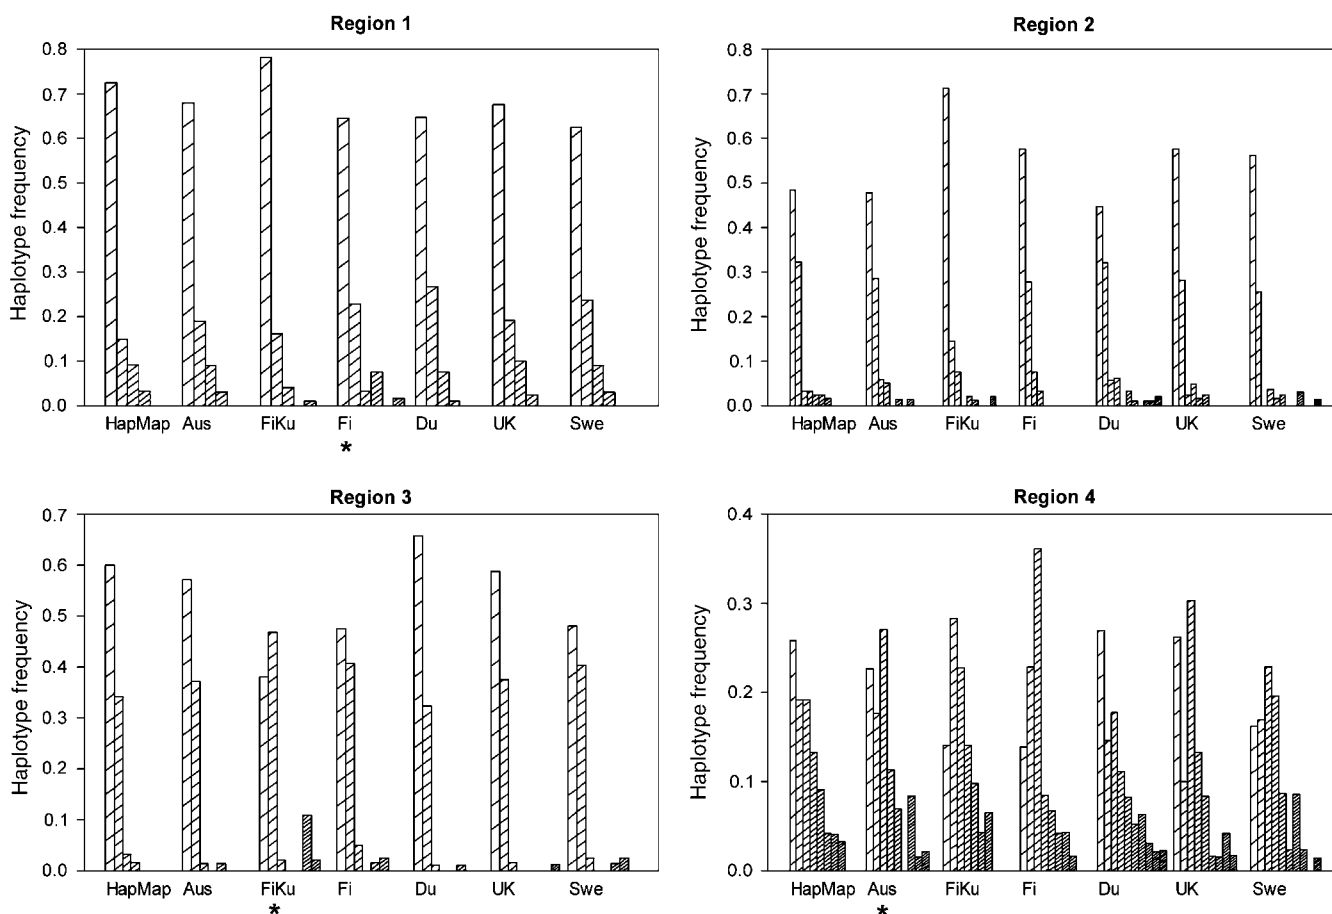 Region 1
Haplotype frequency
0.8
0.7
0.6
0.5
0.4
0.3
0.2
0.1
0.0
HapMap Aus FiKu Fi Du UK Swe
*
Region 2
Haplotype frequency
0.8
0.7
0.6
0.5
0.4
0.3
0.2
0.1
0.0
HapMap Aus FiKu Fi Du UK Swe
Region 3
Haplotype frequency
0.7
0.6
0.5
0.4
0.3
0.2
0.1
0.0
HapMap Aus FiKu Fi Du UK Swe
*
Region 4
Haplotype frequency
0.4
0.3
0.2
0.1
0.0
HapMap Aus FiKu Fi Du UK Swe
*